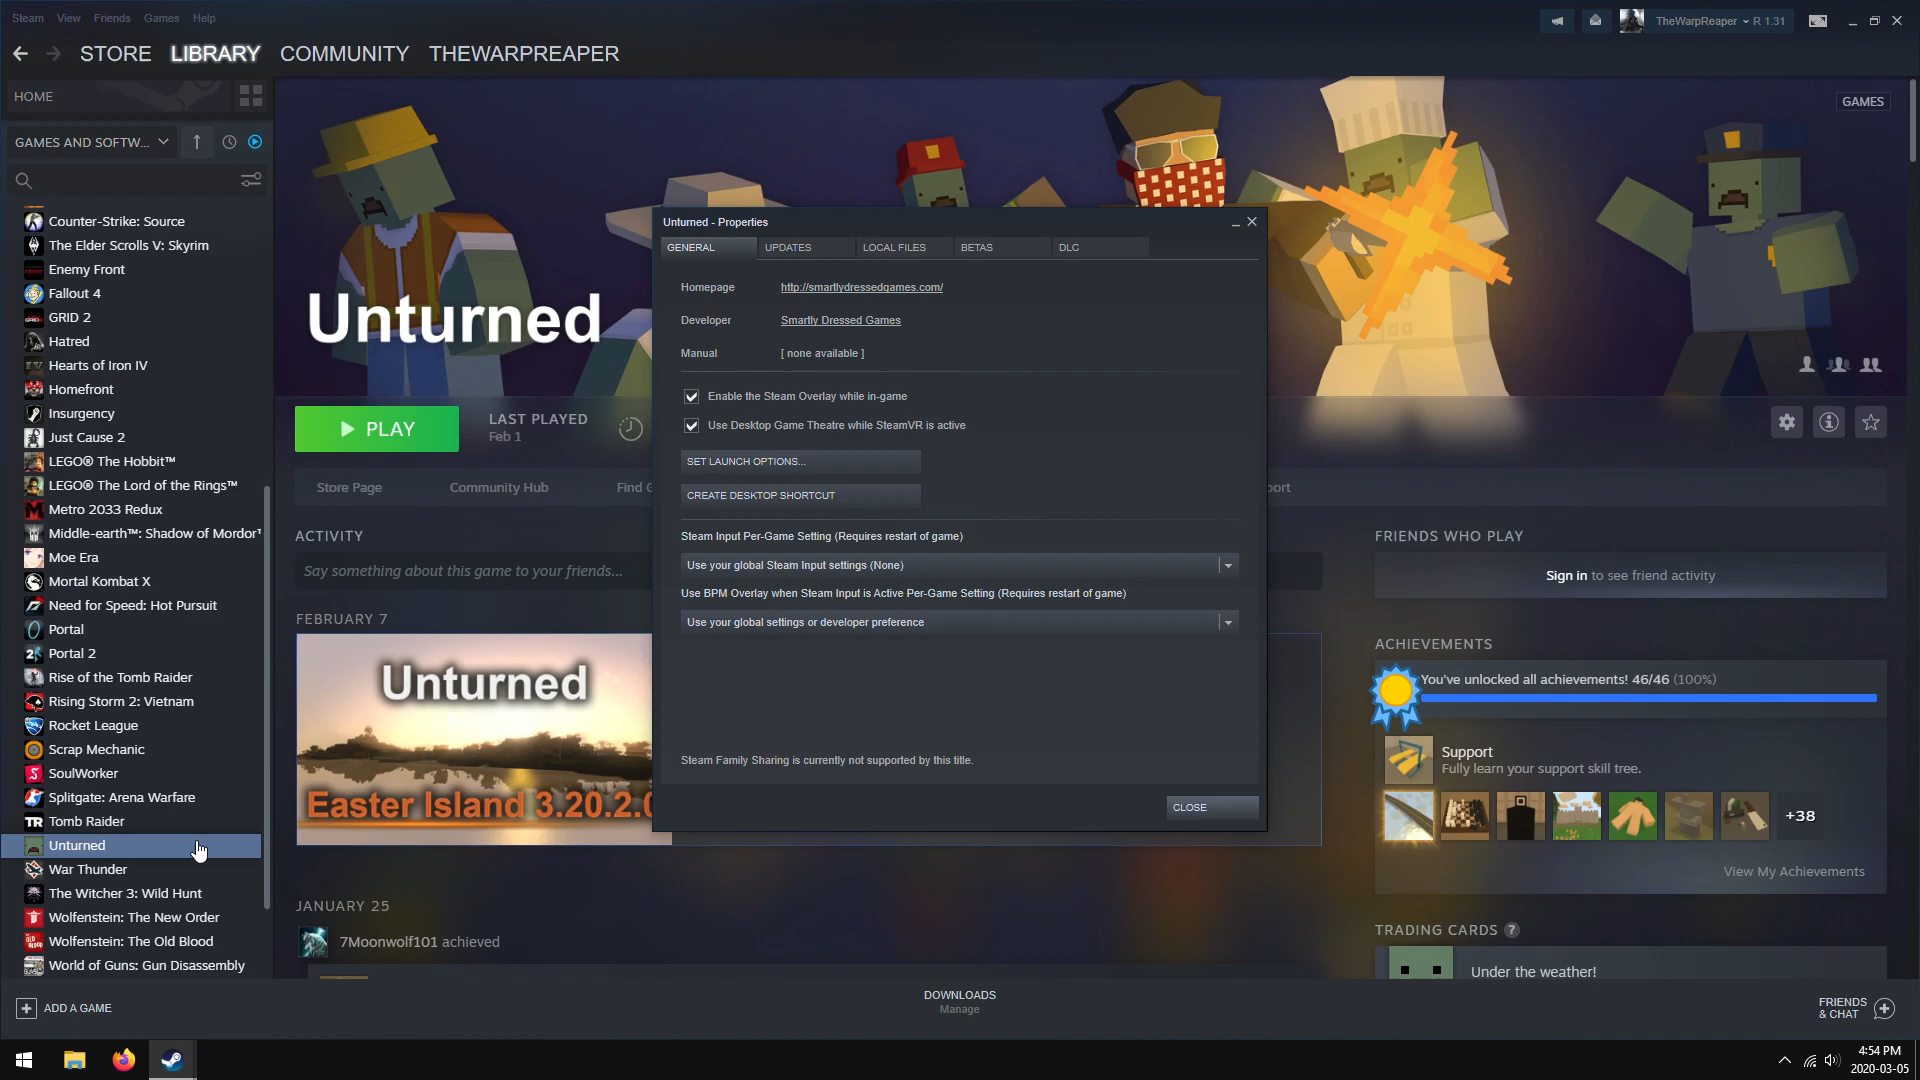 Steam View Friends Games Help
TheWarpReaper R 1.31
STORE LIBRARY COMMUNITY THEWARPREAPER
HOME
GAMES AND SOFTW...
Counter-Strike: Source
The Elder Scrolls V: Skyrim
Enemy Front
Fallout 4
GRID 2
Hatred
Hearts of Iron IV
Homefront
Insurgency
Just Cause 2
LEGO® The Hobbit™
LEGO® The Lord of the Rings™
Metro 2033 Redux
Middle-earth™: Shadow of Mordor
Moe Era
Mortal Kombat X
Need for Speed: Hot Pursuit
Portal
Portal 2
Rise of the Tomb Raider
Rising Storm 2: Vietnam
Rocket League
Scrap Mechanic
SoulWorker
Splitgate: Arena Warfare
Tomb Raider
Unturned
War Thunder
The Witcher 3: Wild Hunt
Wolfenstein: The New Order
Wolfenstein: The Old Blood
World of Guns: Gun Disassembly
GAMES
Unturned
PLAY
LAST PLAYED
Feb 1
Store Page Community Hub Find
ACTIVITY
Say something about this game to your friends...
FEBRUARY 7
Unturned
Easter Island 3.20.2.0
JANUARY 25
7Moonwolf101 achieved
Unturned - Properties
GENERAL UPDATES LOCAL FILES BETAS DLC
Homepage http://smartlydressedgames.com/
Developer Smartly Dressed Games
Manual [ none available ]
Enable the Steam Overlay while in-game
Use Desktop Game Theatre while SteamVR is active
SET LAUNCH OPTIONS...
CREATE DESKTOP SHORTCUT
Steam Input Per-Game Setting (Requires restart of game)
Use your global Steam Input settings (None)
Use BPM Overlay when Steam Input is Active Per-Game Setting (Requires restart of game)
Use your global settings or developer preference
Steam Family Sharing is currently not supported by this title.
CLOSE
FRIENDS WHO PLAY
Sign in to see friend activity
ACHIEVEMENTS
You've unlocked all achievements! 46/46 (100%)
Support
Fully learn your support skill tree.
+38
View My Achievements
TRADING CARDS ?
Under the weather!
ADD A GAME
DOWNLOADS
Manage
FRIENDS
& CHAT
4:54 PM
2020-03-05